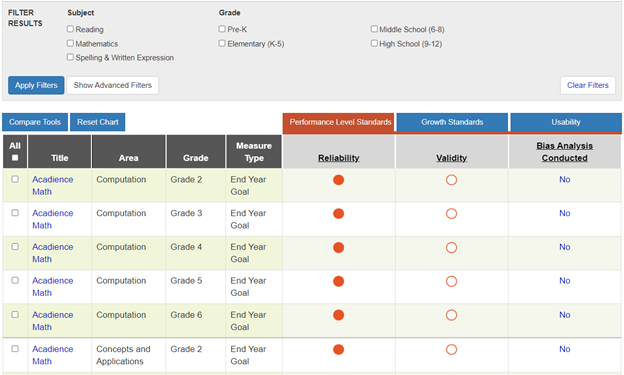 FILTER RESULTS
Subject
Reading
Mathematics
Spelling & Written Expression
Grade
Pre-K
Elementary (K-5)
Middle School (6-8)
High School (9-12)
Apply Filters
Show Advanced Filters
Clear Filters
Compare Tools
Reset Chart
Performance Level Standards
Growth Standards
Usability
All
Title
Area
Grade
Measure Type
Reliability
Validity
Bias Analysis Conducted
Acadience Math Computation Grade 2 End Year Goal No
Acadience Math Computation Grade 3 End Year Goal No
Acadience Math Computation Grade 4 End Year Goal No
Acadience Math Computation Grade 5 End Year Goal No
Acadience Math Computation Grade 6 End Year Goal No
Acadience Math Concepts and Applications Grade 2 End Year Goal No